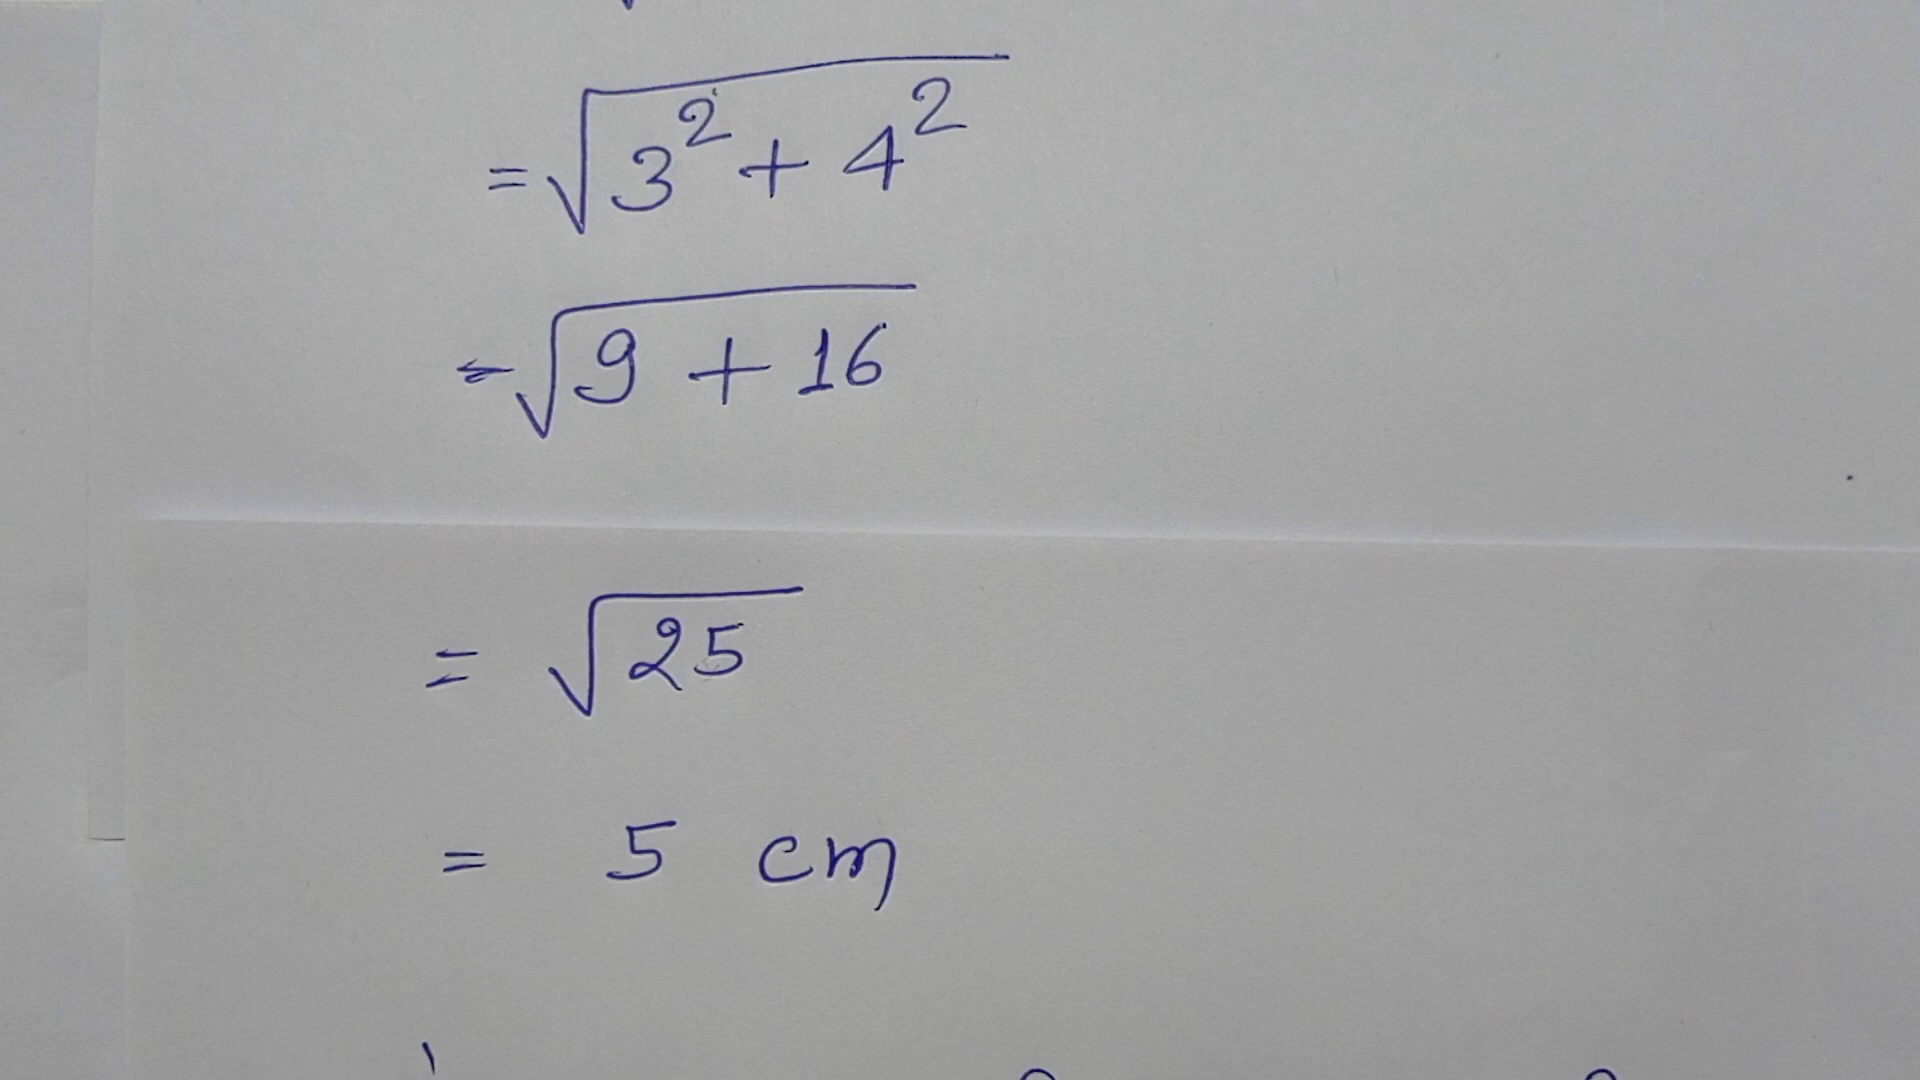 = √3² + 4²
= √9 + 16
= √25
= 5 cm